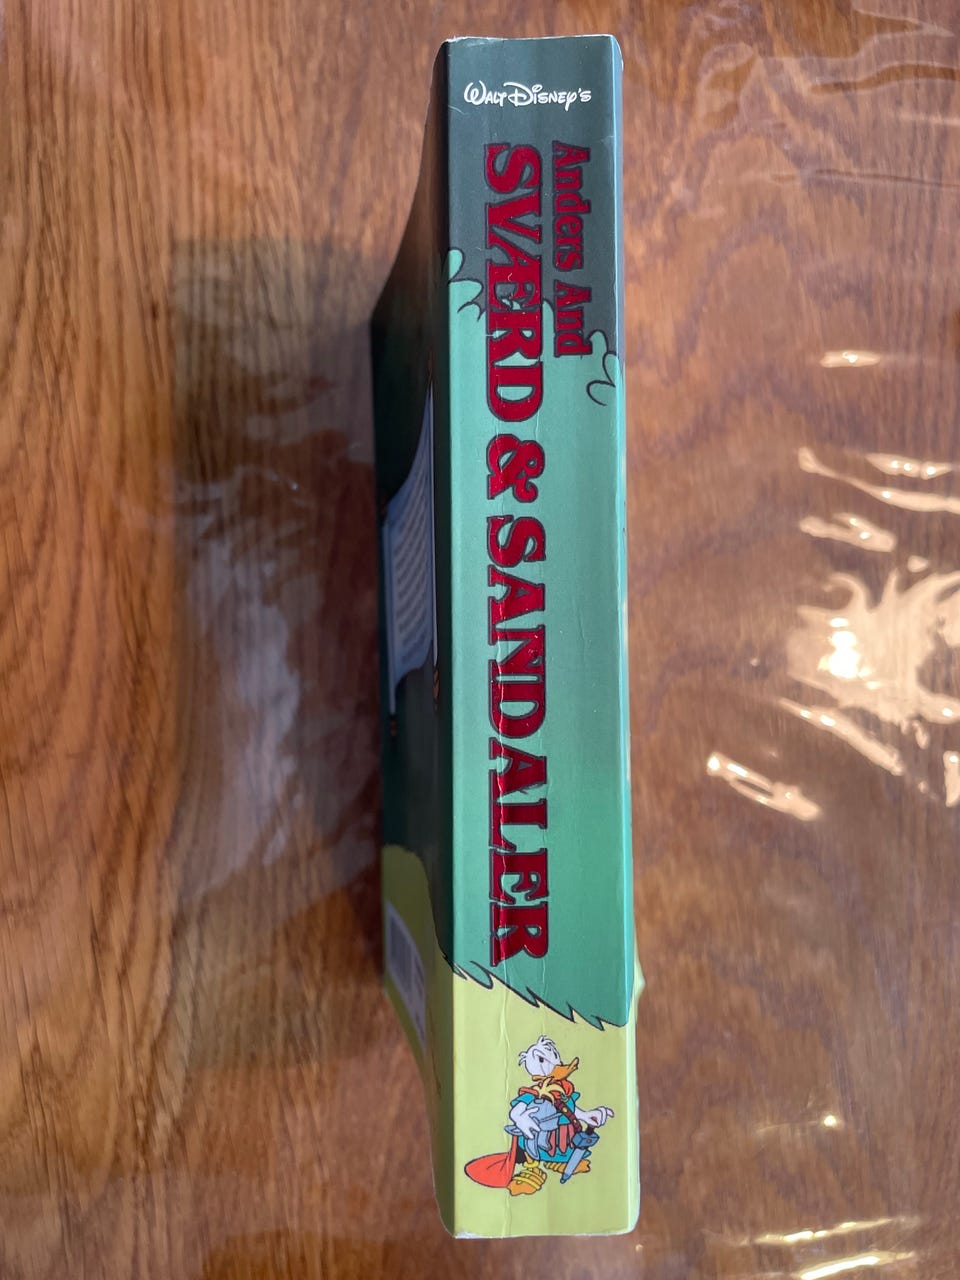 WALT DISNEY'S
Anders And
SVÆRD & SANDALER